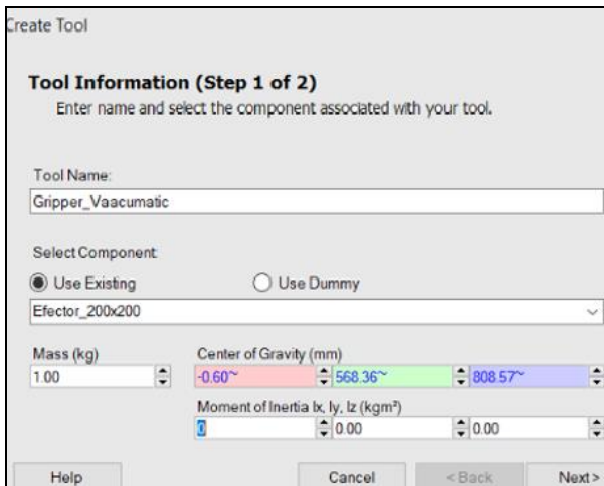 Create Tool
Tool Information (Step 1 of 2)
Enter name and select the component associated with your tool.
Tool Name:
Gripper_Vaacumatic
Select Component
Use Existing Use Dummy
Efector_200x200
Mass (kg) Center of Gravity (mm)
1.00 -0.60~ 568.36~ 808.57~
Moment of Inertia Ix, Iy, Iz (kgm²)
0 0.00 0.00
Help Cancel <Back Next>